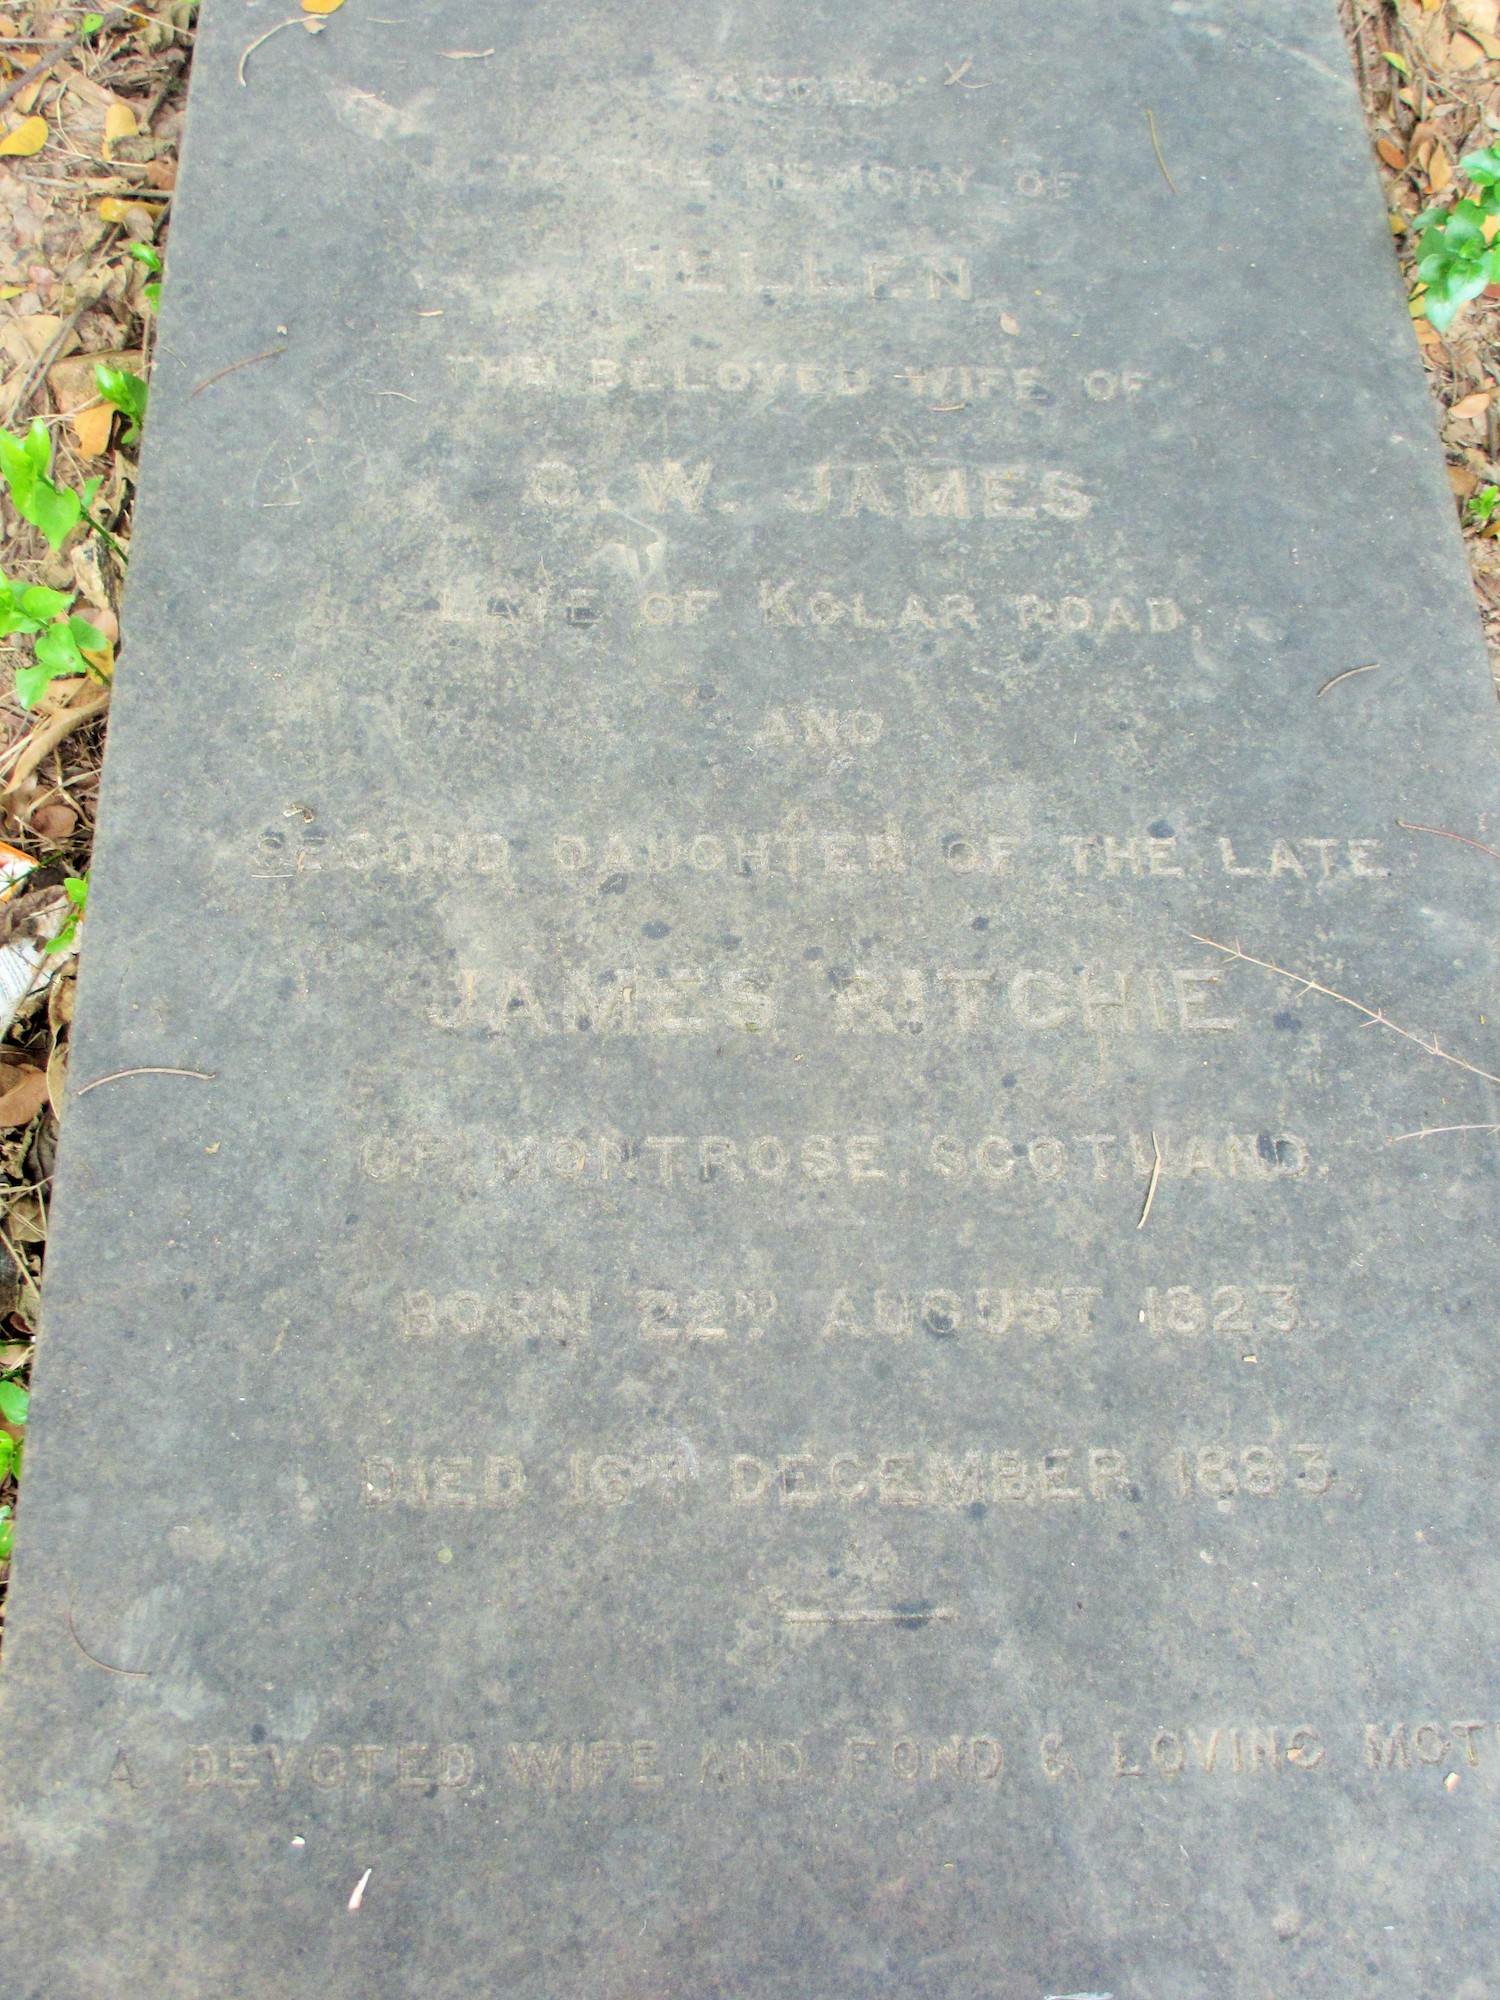 TO THE MEMORY OF
HELLEN
THE BELOVED WIFE OF
C. W. JAMES
LATE OF KOLAR ROAD,
AND
SECOND DAUGHTER OF THE LATE
JAMES RITCHIE
OF MONTROSE, SCOTLAND.
BORN 22ND AUGUST 1823.
DIED 16TH DECEMBER 1883.
A DEVOTED WIFE AND FOND & LOVING MOT